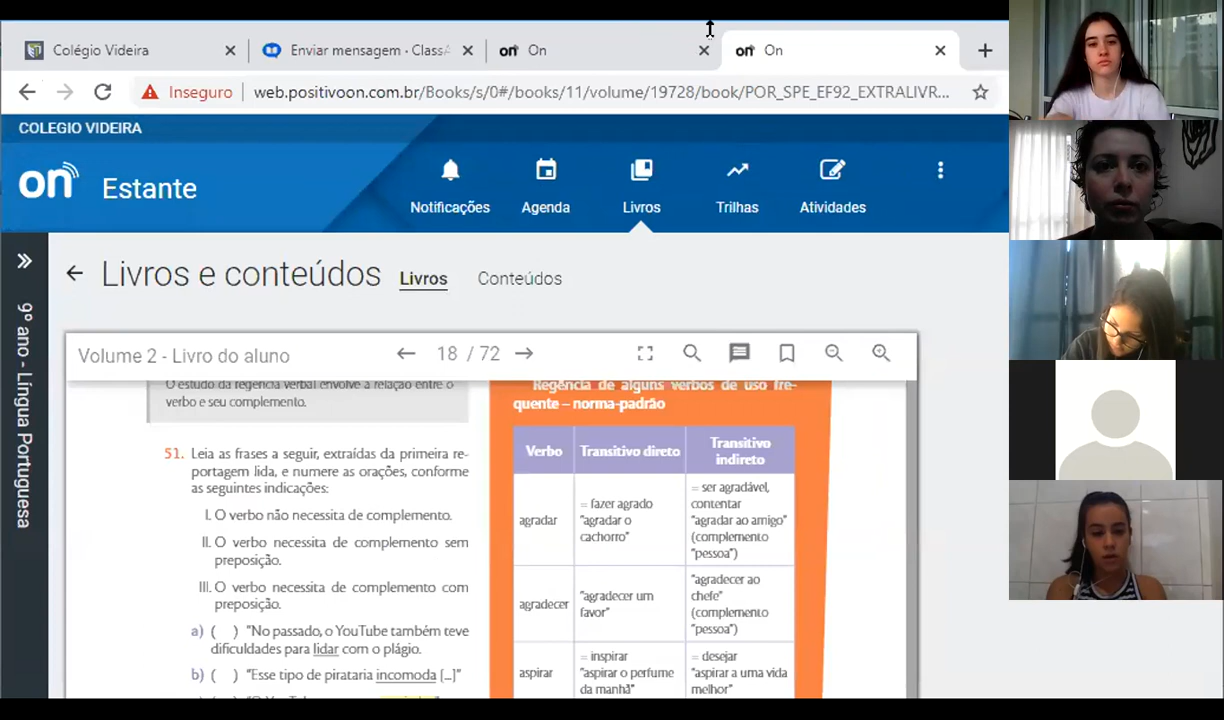 Colégio Videira
Enviar mensagem · ClassA
on On
on On
Inseguro
web.positivoon.com.br/Books/s/0#/books/11/volume/19728/book/POR_SPE_EF92_EXTRALIVR...
COLEGIO VIDEIRA
on Estante
Notificações
Agenda
Livros
Trilhas
Atividades
Livros e conteúdos
Livros
Conteúdos
9º ano - Língua Portuguesa
Volume 2 - Livro do aluno
18 / 72
O estudo da regência verbal envolve a relação entre o
verbo e seu complemento.
51. Leia as frases a seguir, extraídas da primeira re-
portagem lida, e numere as orações, conforme
as seguintes indicações:
I. O verbo não necessita de complemento.
II. O verbo necessita de complemento sem
preposição.
III. O verbo necessita de complemento com
preposição.
a) ( ) "No passado, o YouTube também teve
dificuldades para lidar com o plágio.
b) ( ) "Esse tipo de pirataria incomoda [...]"
Regência de alguns verbos de uso fre-
quente – norma-padrão
Verbo
Transitivo direto
Transitivo
indireto
agradar
= fazer agrado
"agradar o
cachorro"
= ser agradável,
contentar
"agradar ao amigo"
(complemento
"pessoa")
agradecer
"agradecer um
favor"
"agradecer ao
chefe"
(complemento
"pessoa")
aspirar
= inspirar
"aspirar o perfume
da manhã"
= desejar
"aspirar a uma vida
melhor"